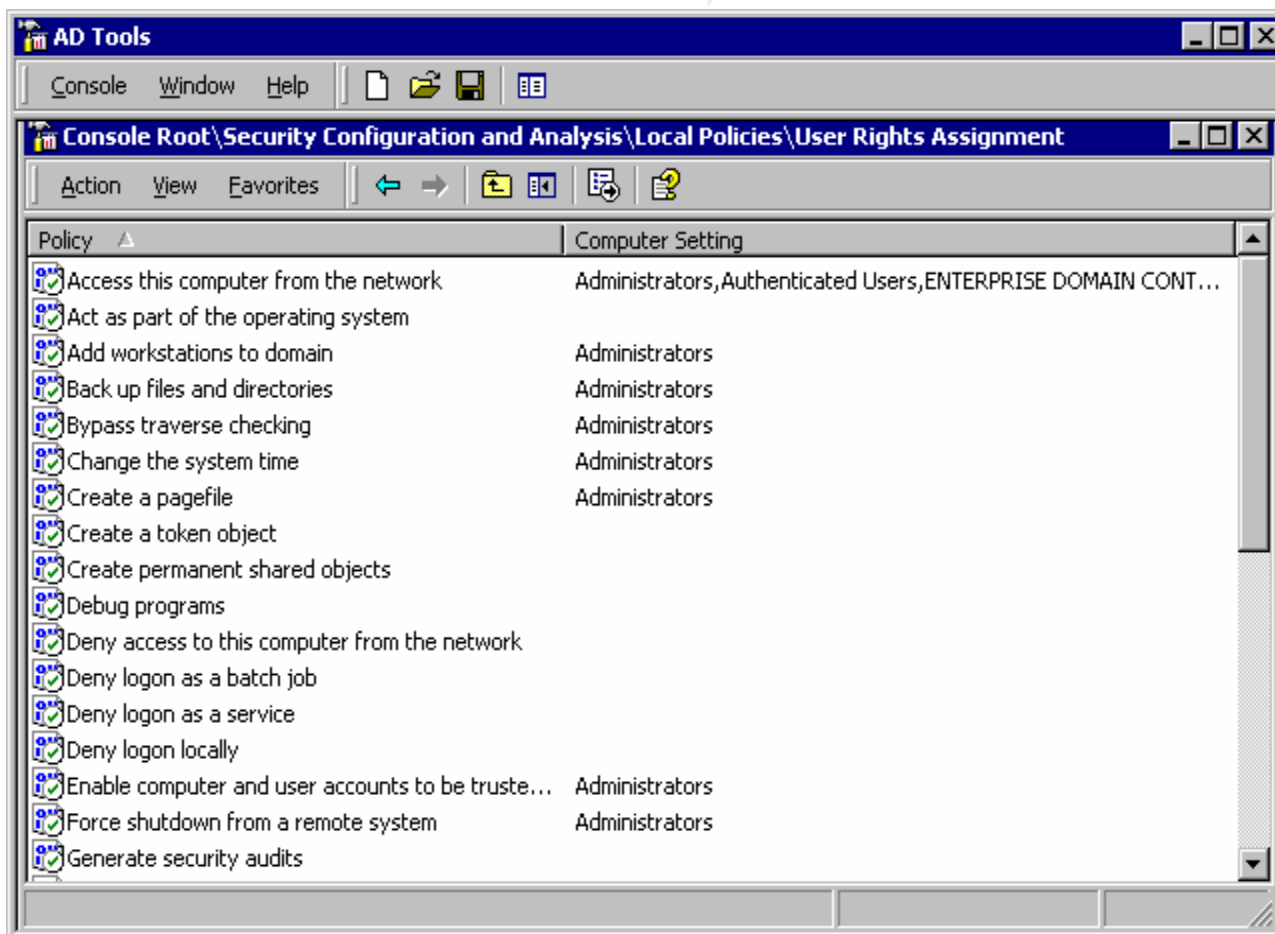 AD Tools
Console Window Help
Console Root\Security Configuration and Analysis\Local Policies\User Rights Assignment
Action View Favorites
Policy Computer Setting
Access this computer from the network Administrators,Authenticated Users,ENTERPRISE DOMAIN CONT...
Act as part of the operating system
Add workstations to domain Administrators
Back up files and directories Administrators
Bypass traverse checking Administrators
Change the system time Administrators
Create a pagefile Administrators
Create a token object
Create permanent shared objects
Debug programs
Deny access to this computer from the network
Deny logon as a batch job
Deny logon as a service
Deny logon locally
Enable computer and user accounts to be truste... Administrators
Force shutdown from a remote system Administrators
Generate security audits